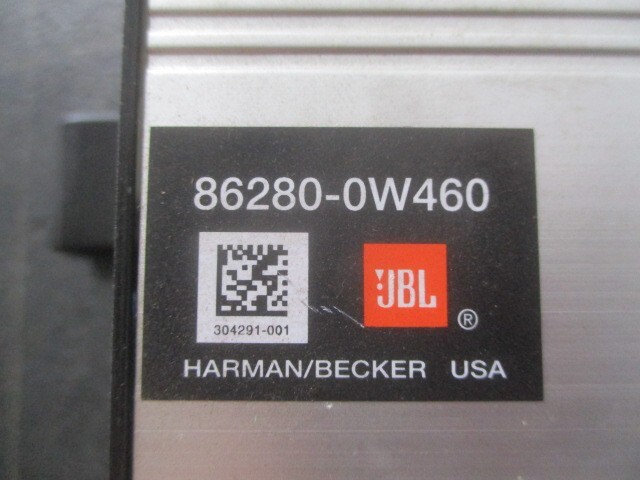 86280-0W460
JBL
®
304291-001
HARMAN/BECKER USA